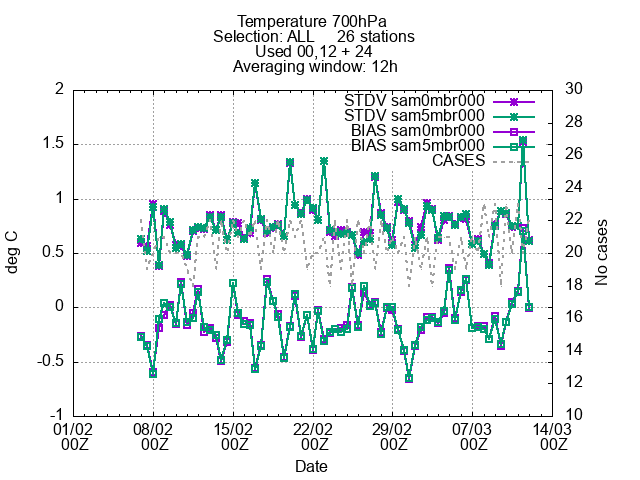 Temperature 700hPa
Selection: ALL     26 stations
Used 00,12 + 24
Averaging window: 12h
STDV sam0mbr000
STDV sam5mbr000
BIAS sam0mbr000
BIAS sam5mbr000
CASES
deg C
2
1.5
1
0.5
0
-0.5
-1
No cases
30
28
26
24
22
20
18
16
14
12
10
01/02 00Z
08/02 00Z
15/02 00Z
22/02 00Z
29/02 00Z
07/03 00Z
14/03 00Z
Date